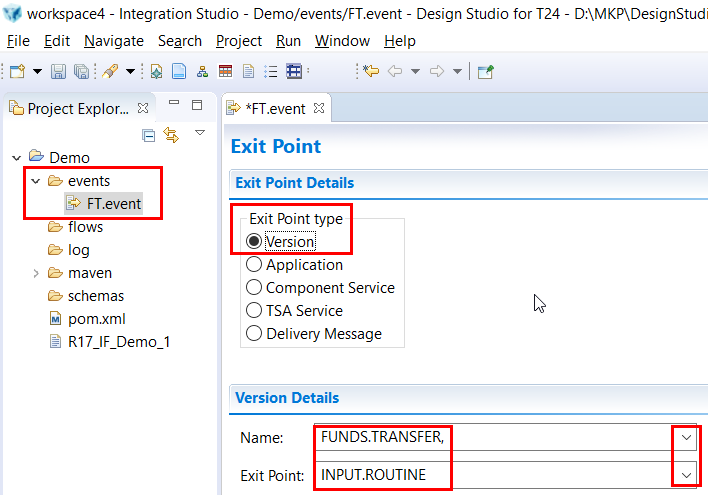 workspace4 - Integration Studio - Demo/events/FT.event - Design Studio for T24 - D:\MKP\DesignStudi
File Edit Navigate Search Project Run Window Help
Project Explor...
*FT.event
Demo
events
FT.event
flows
log
maven
schemas
pom.xml
R17_IF_Demo_1
Exit Point
Exit Point Details
Exit Point type
Version
Application
Component Service
TSA Service
Delivery Message
Version Details
Name: FUNDS.TRANSFER,
Exit Point: INPUT.ROUTINE